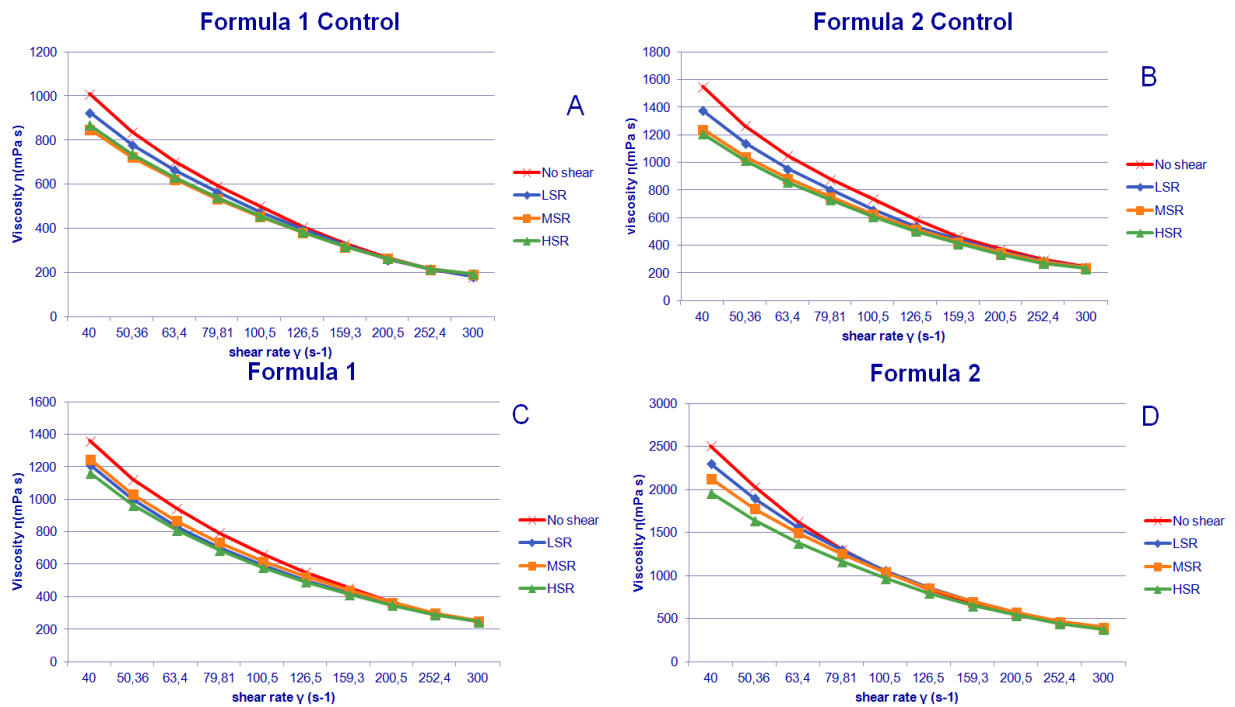 Formula 1 Control
1200
1000
800
600
400
200
0
Viscosity η(mPa s)
40 50,36 63,4 79,81 100,5 126,5 159,3 200,5 252,4 300
shear rate γ (s-1)
A
No shear
LSR
MSR
HSR
Formula 2 Control
1800
1600
1400
1200
1000
800
600
400
200
0
viscosity η(mPa s)
40 50,36 63,4 79,81 100,5 126,5 159,3 200,5 252,4 300
shear rate γ (s-1)
B
No shear
LSR
MSR
HSR
Formula 1
1600
1400
1200
1000
800
600
400
200
0
Viscosity η(mPa s)
40 50,36 63,4 79,81 100,5 126,5 159,3 200,5 252,4 300
shear rate γ (s-1)
C
No shear
LSR
MSR
HSR
Formula 2
3000
2500
2000
1500
1000
500
0
Viscosity η(mPa s)
40 50,36 63,4 79,81 100,5 126,5 159,3 200,5 252,4 300
shear rate γ (s-1)
D
No shear
LSR
MSR
HSR